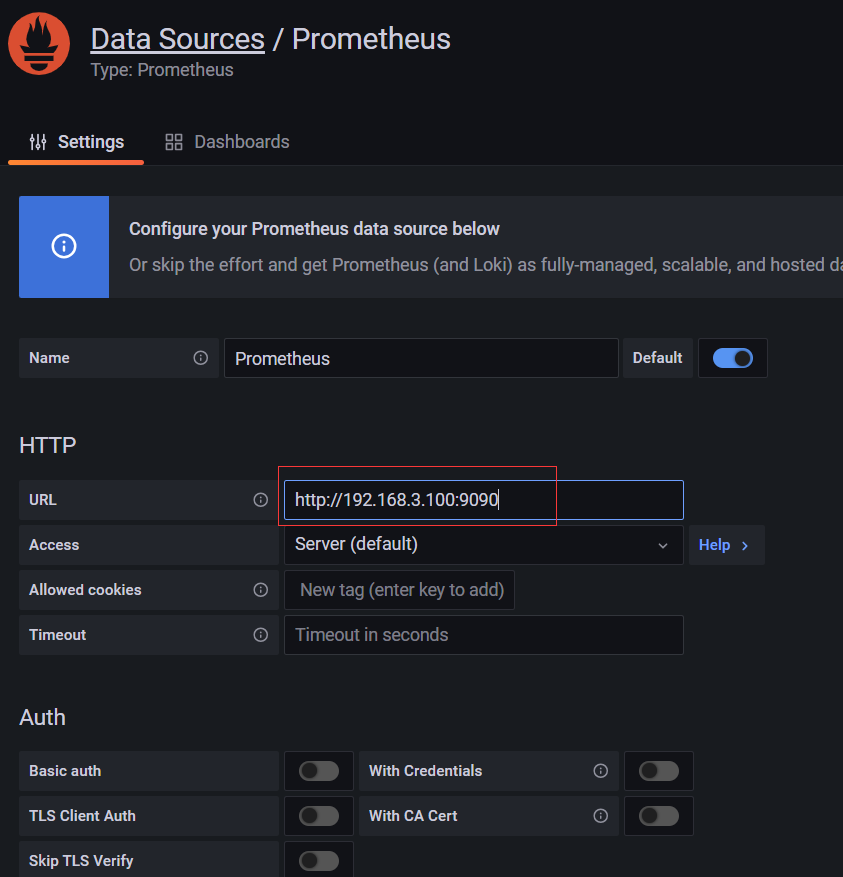 Data Sources / Prometheus
Type: Prometheus
Settings Dashboards
Configure your Prometheus data source below
Or skip the effort and get Prometheus (and Loki) as fully-managed, scalable, and hosted da
Name Prometheus Default
HTTP
URL http://192.168.3.100:9090
Access Server (default) Help
Allowed cookies New tag (enter key to add)
Timeout Timeout in seconds
Auth
Basic auth With Credentials
TLS Client Auth With CA Cert
Skip TLS Verify